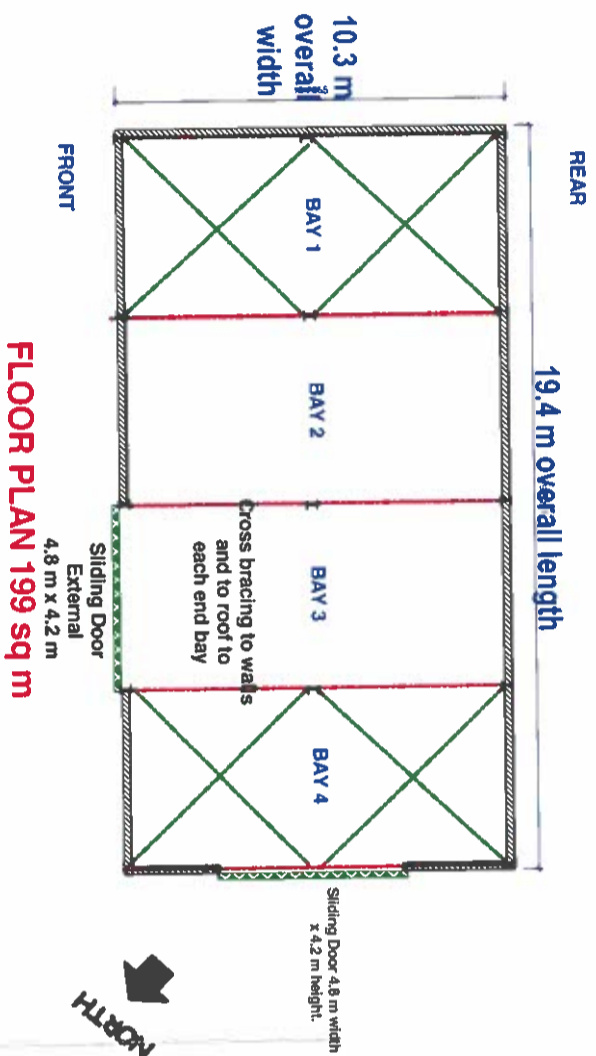 REAR
19.4 m overall length
10.3 m
overall
width
BAY 1
BAY 2
BAY 3
BAY 4
Cross bracing to walls
and to roof to
each end bay
FRONT
Sliding Door
External
4.8 m x 4.2 m
Sliding Door 4.8 m width
x 4.2 m height.
FLOOR PLAN 199 sq m
NORTH